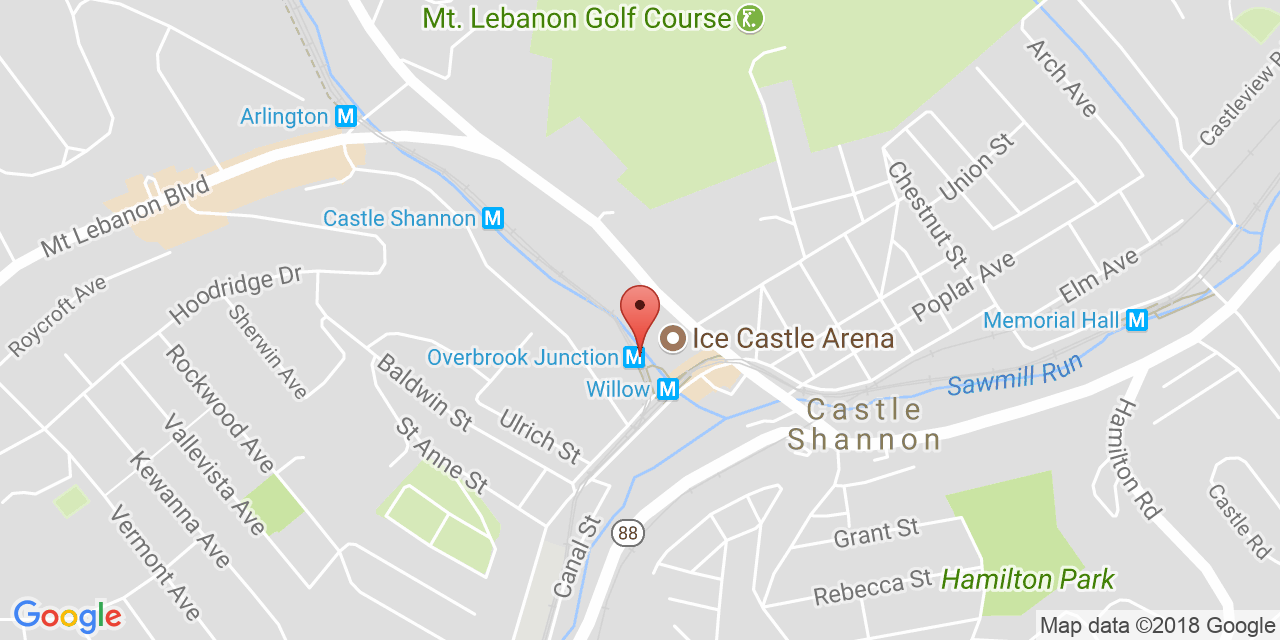 Mt. Lebanon Golf Course
Arch Ave
Castleview
Arlington M
Union St
Mt Lebanon Blvd
Chestnut St
Castle Shannon M
Poplar Ave
Elm Ave
Roycroft Ave
Hoodridge Dr
Sherwin Ave
Memorial Hall M
Ice Castle Arena
Overbrook Junction M
Willow M
Sawmill Run
Rockwood Ave
Baldwin St
Ulrich St
Castle
Shannon
St Anne St
Vallevista Ave
Kewanna Ave
Hamilton Rd
Vermont Ave
Canal St
88
Grant St
Castle Rd
Rebecca St
Hamilton Park
Google
Map data ©2018 Google